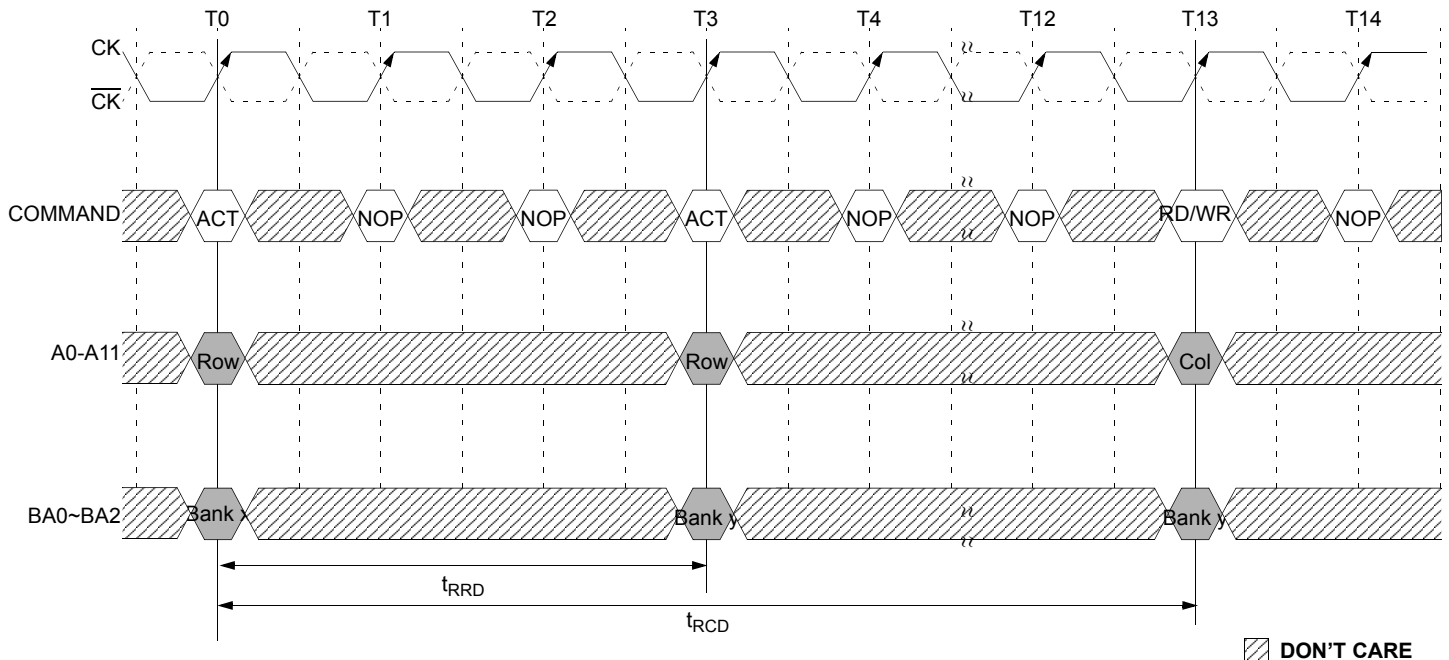 T0 T1 T2 T3 T4 T12 T13 T14
CK
CK
COMMAND ACT NOP NOP ACT NOP NOP RD/WR NOP
A0-A11 Row Row Col
BA0~BA2 Bank x Bank y Bank y
tRRD
tRCD
DON'T CARE